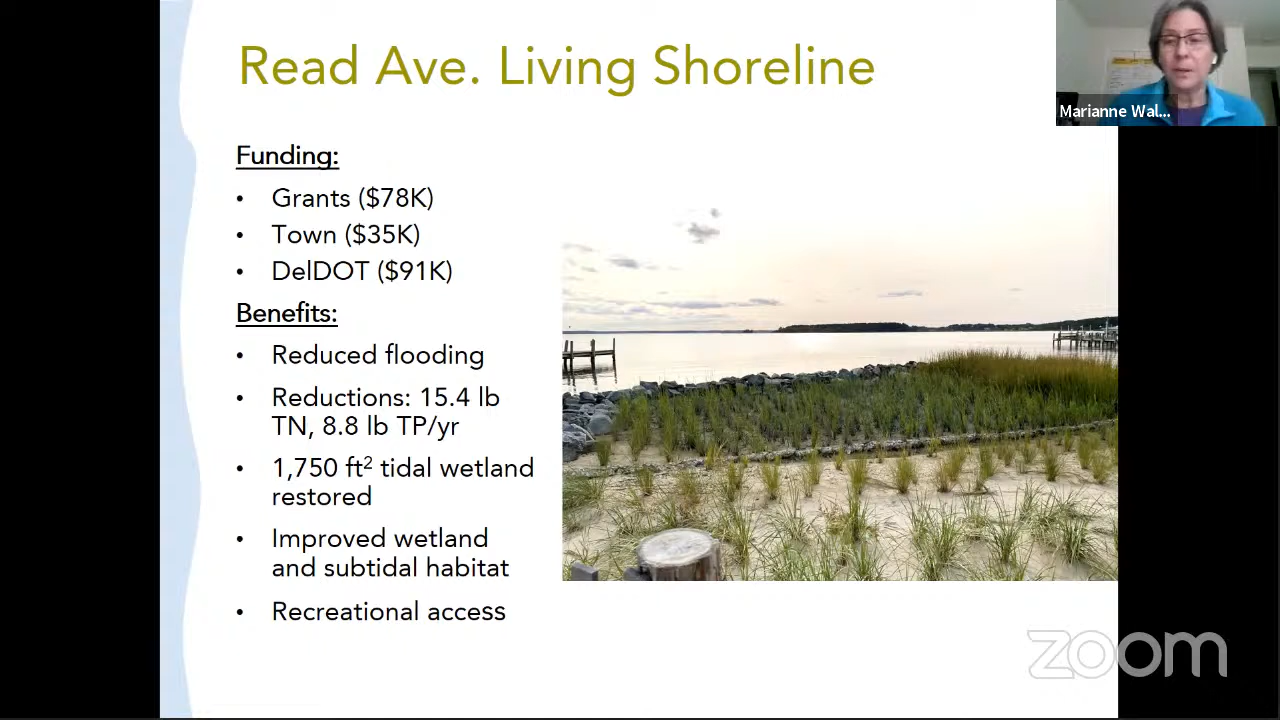 Read Ave. Living Shoreline
Marianne Wal...
Funding:
• Grants ($78K)
• Town ($35K)
• DelDOT ($91K)
Benefits:
• Reduced flooding
• Reductions: 15.4 lb
TN, 8.8 lb TP/yr
• 1,750 ft² tidal wetland
restored
• Improved wetland
and subtidal habitat
• Recreational access
zoom